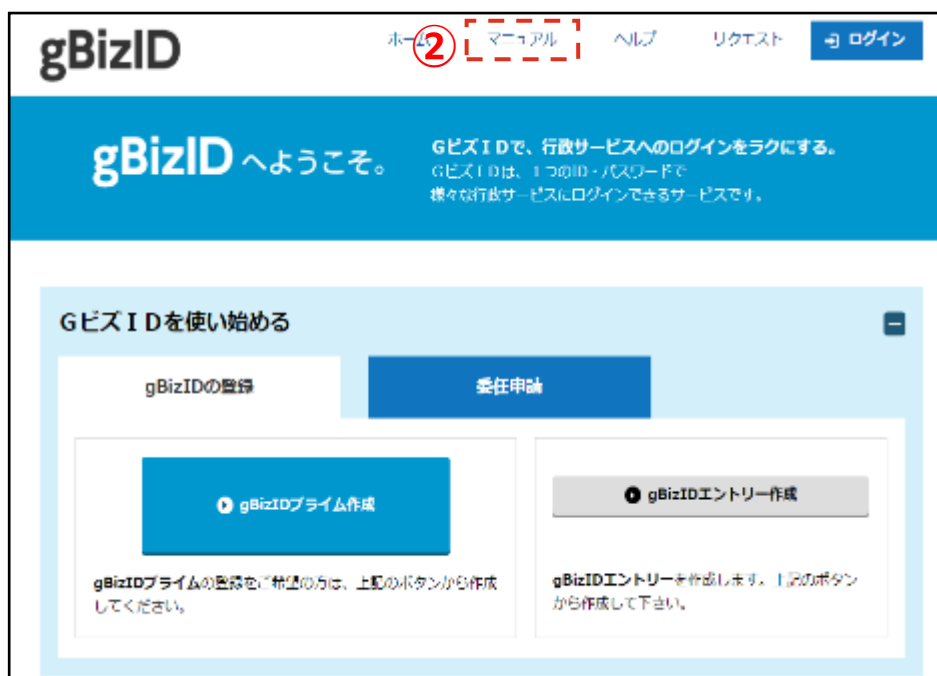 gBizID
ホーム ② マニュアル ヘルプ リクエスト ログイン
gBizID へようこそ。
GビズIDで、行政サービスへのログインをラクにする。
GビズIDは、1つのID・パスワードで
様々な行政サービスにログインできるサービスです。
GビズIDを使い始める
gBizIDの登録
委任申請
gBizIDプライム作成
gBizIDプライムの登録をご希望の方は、上記のボタンから作成
してください。
gBizIDエントリー作成
gBizIDエントリーを作成します。上記のボタン
から作成して下さい。